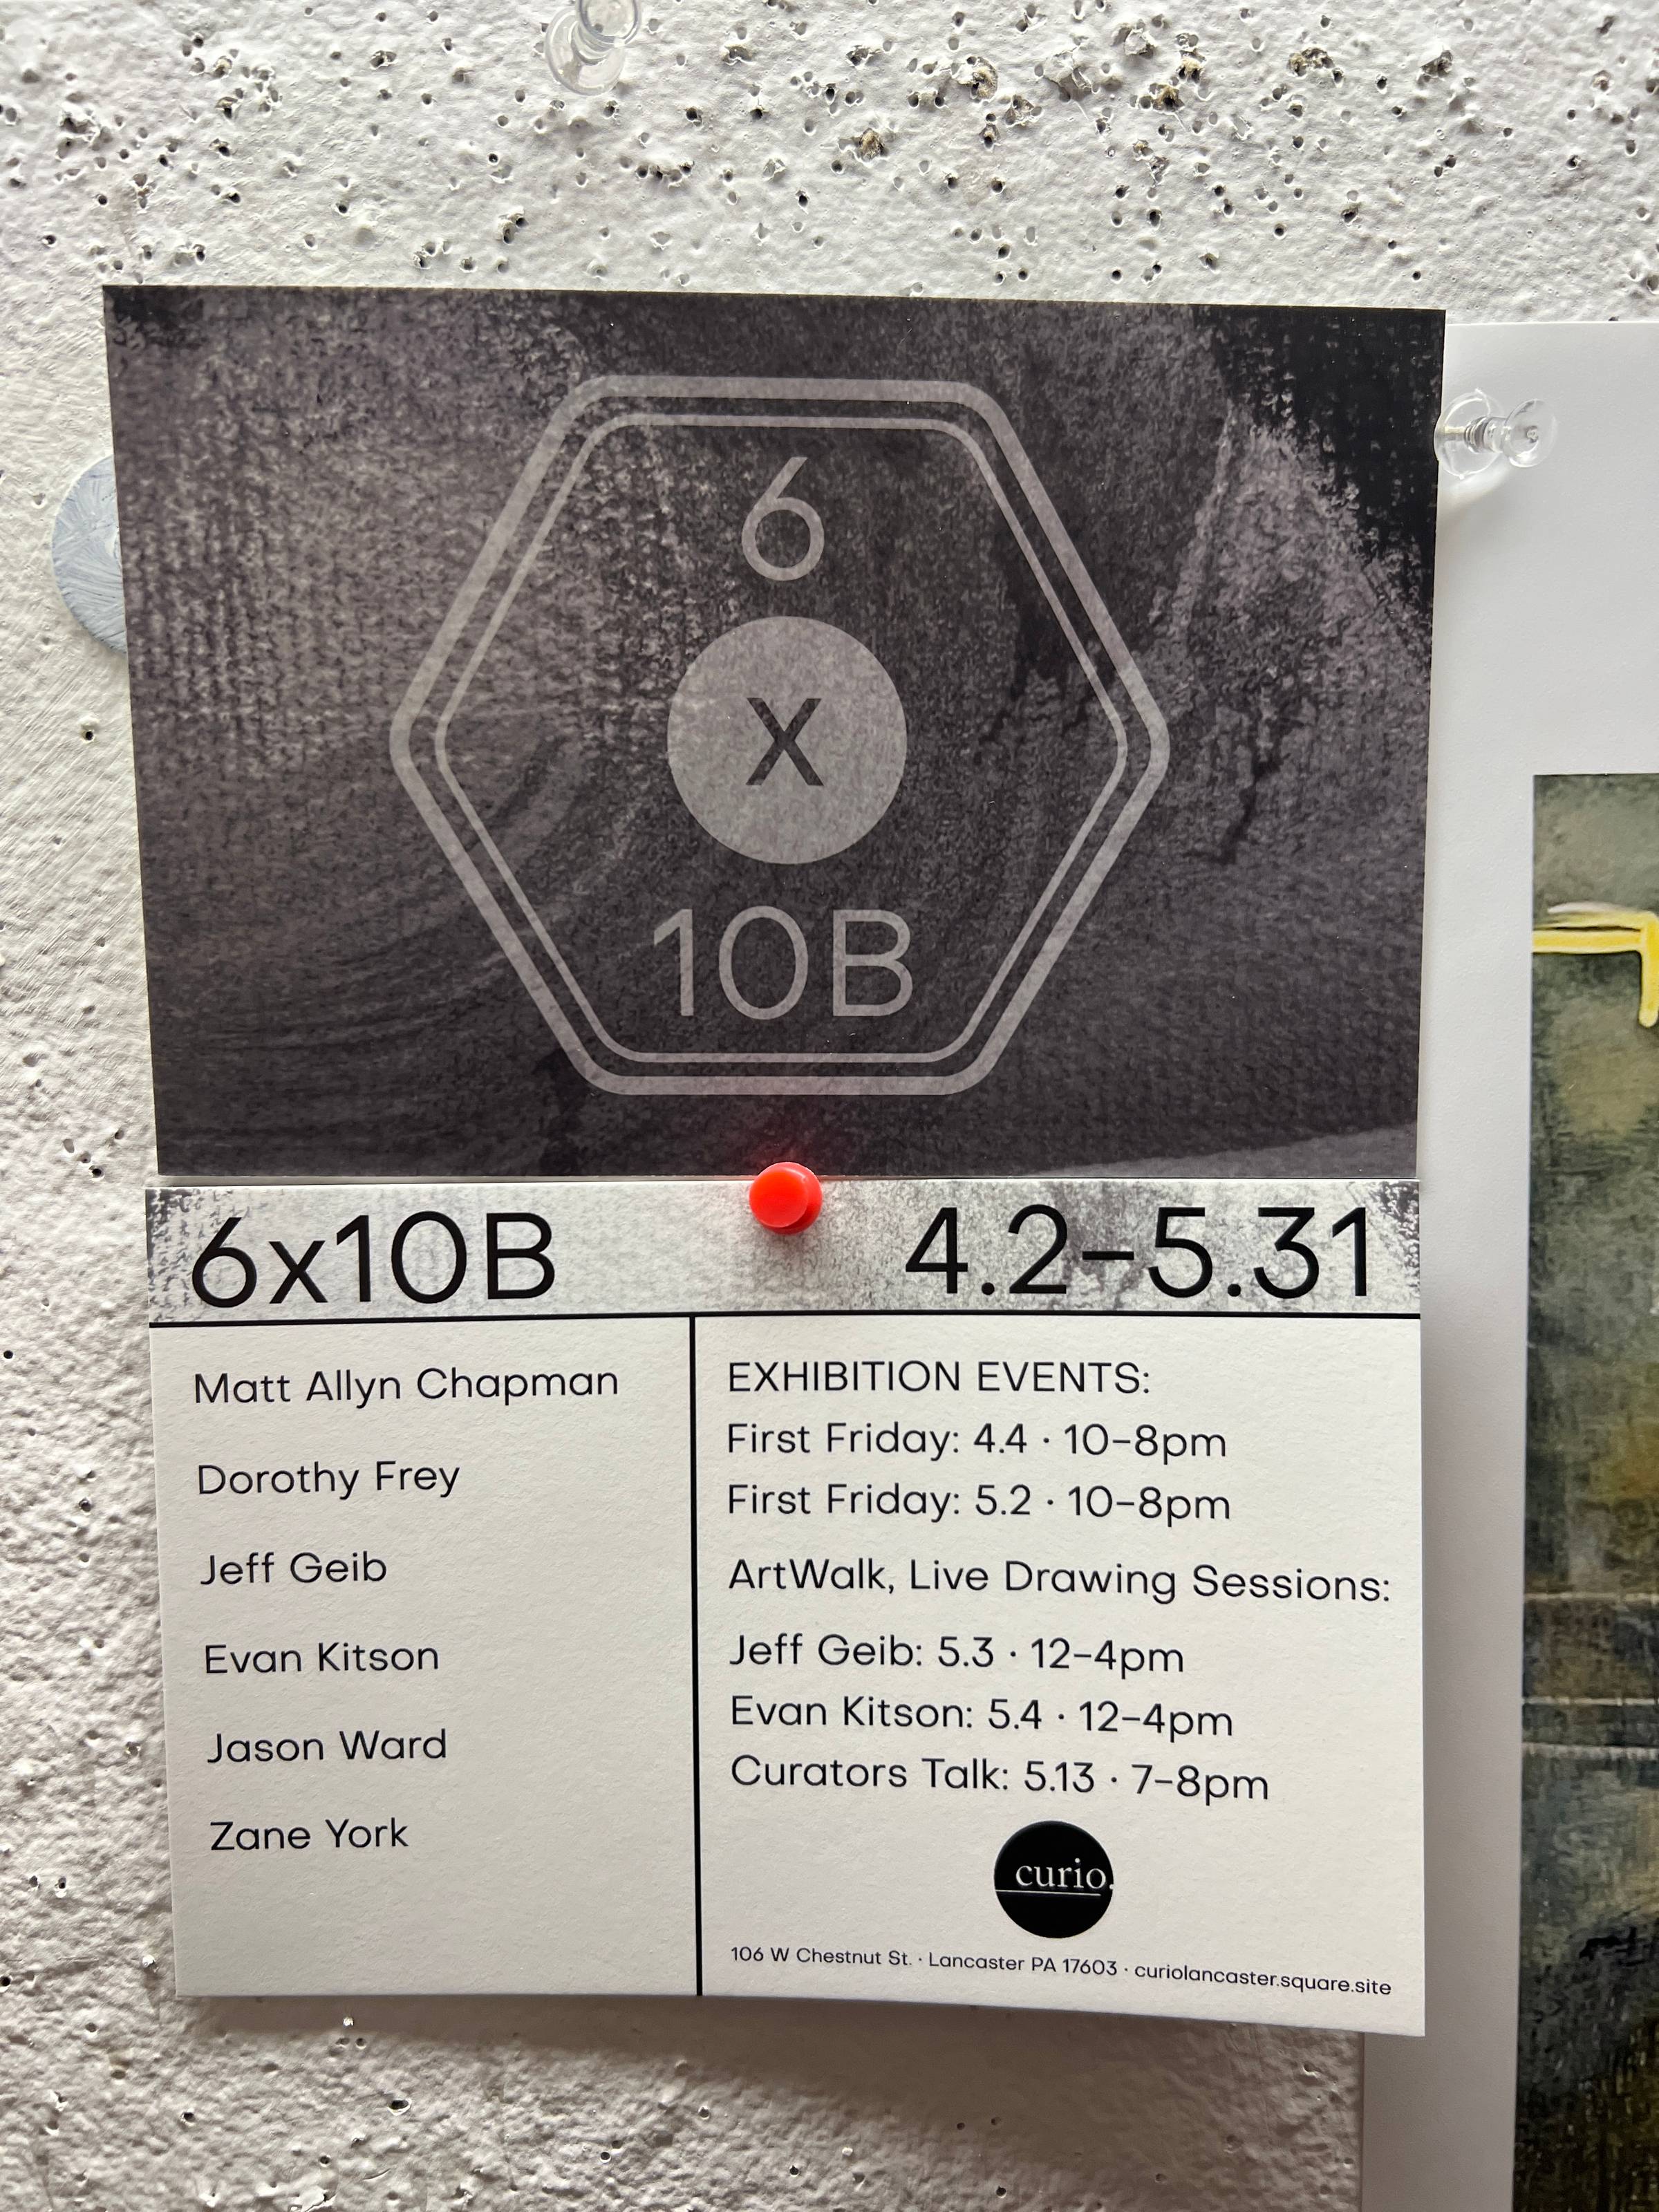 6
X
10B
6x10B
4.2–5.31
Matt Allyn Chapman
Dorothy Frey
Jeff Geib
Evan Kitson
Jason Ward
Zane York
EXHIBITION EVENTS:
First Friday: 4.4 · 10–8pm
First Friday: 5.2 · 10–8pm
ArtWalk, Live Drawing Sessions:
Jeff Geib: 5.3 · 12–4pm
Evan Kitson: 5.4 · 12–4pm
Curators Talk: 5.13 · 7–8pm
curio.
106 W Chestnut St. · Lancaster PA 17603 · curiolancaster.square.site